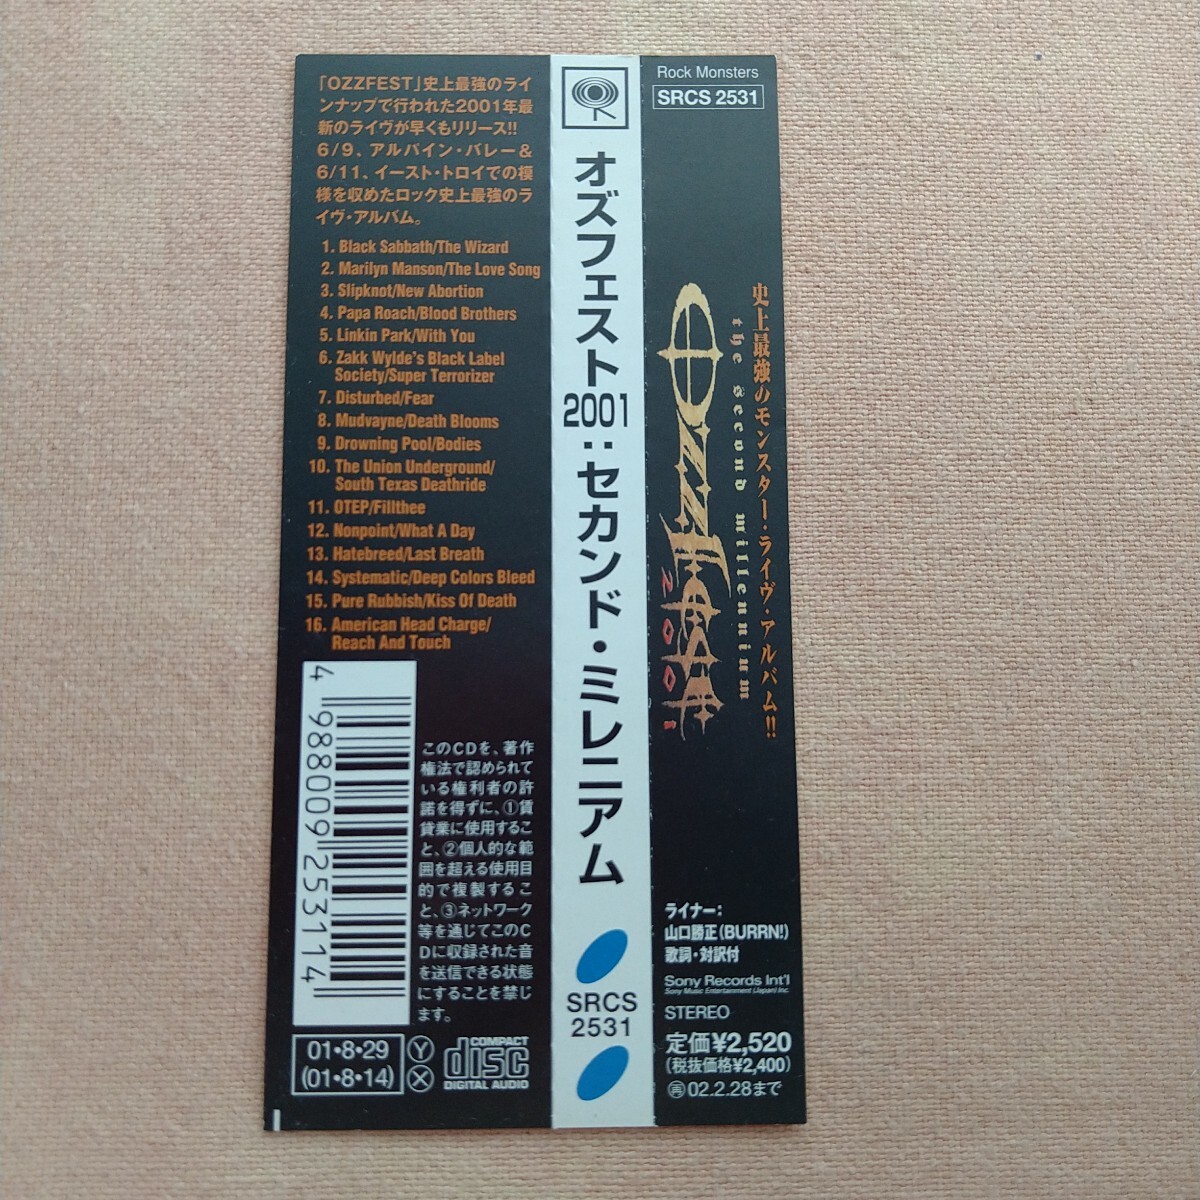 「OZZFEST」史上最強のライ
ンナップで行われた2001年最
新のライヴが早くもリリース!!
6/9、アルパイン・バレー&
6/11、イースト・トロイでの模
様を収めたロック史上最強のラ
イヴ・アルバム。
1. Black Sabbath/The Wizard
2. Marilyn Manson/The Love Song
3. Slipknot/New Abortion
4. Papa Roach/Blood Brothers
5. Linkin Park/With You
6. Zakk Wylde's Black Label
Society/Super Terrorizer
7. Disturbed/Fear
8. Mudvayne/Death Blooms
9. Drowning Pool/Bodies
10. The Union Underground/
South Texas Deathride
11. OTEP/Fillthee
12. Nonpoint/What A Day
13. Hatebreed/Last Breath
14. Systematic/Deep Colors Bleed
15. Pure Rubbish/Kiss Of Death
16. American Head Charge/
Reach And Touch
4 988009 253114
このCDを、著作
権法で認められて
いる権利者の許
諾を得ずに、①賃
貸業に使用するこ
と、②個人的な範
囲を超える使用目
的で複製するこ
と、③ネットワーク
等を通じてこのC
Dに収録された音
を送信できる状態
にすることを禁じ
ます。
01・8・29
(01・8・14)
Y
X
COMPACT
disc
DIGITAL AUDIO
オズフェスト2001:セカンド・ミレニアム
SRCS
2531
Rock Monsters
SRCS 2531
史上最強のモンスター・ライヴ・アルバム!!
the second millennium
Ozzfest
2001
ライナー:
山口勝正(BURRN!)
歌詞・対訳付
Sony Records Int'l
Sony Music Entertainment (Japan) Inc.
STEREO
定価¥2,520
(税抜価格¥2,400)
再02.2.28まで